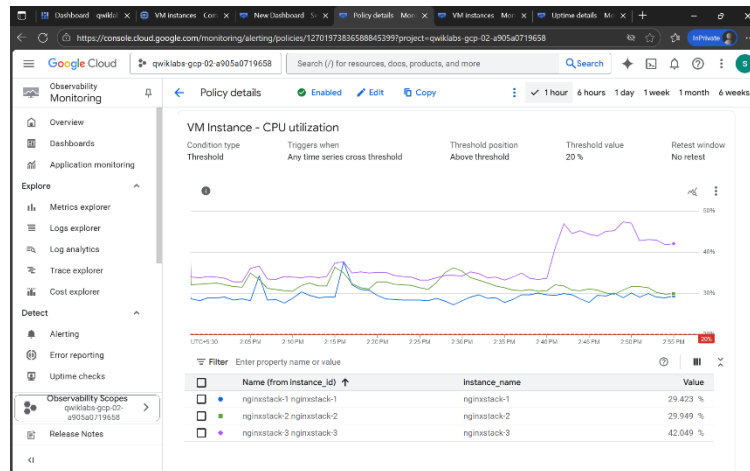 Dashboard qwiklab
VM instances Com
New Dashboard
Policy details Mon
VM instances Mor
Uptime details Mo
https://console.cloud.google.com/monitoring/alerting/policies/12701973836588845399?project=qwiklabs-gcp-02-a905a0719658
InPrivate
Google Cloud
qwiklabs-gcp-02-a905a0719658
Search (/) for resources, docs, products, and more
Search
S
Observability
Monitoring
Policy details
Enabled
Edit
Copy
1 hour 6 hours 1 day 1 week 1 month 6 weeks
Overview
Dashboards
Application monitoring
Explore
Metrics explorer
Logs explorer
Log analytics
Trace explorer
Cost explorer
Detect
Alerting
Error reporting
Uptime checks
Observability Scopes
qwiklabs-gcp-02-
a905a0719658
Release Notes
VM Instance - CPU utilization
Condition type Triggers when Threshold position Threshold value Retest window
Threshold Any time series cross threshold Above threshold 20 % No retest
50%
40%
30%
20%
20%
UTC+5:30 2:05 PM 2:10 PM 2:15 PM 2:20 PM 2:25 PM 2:30 PM 2:35 PM 2:40 PM 2:45 PM 2:50 PM 2:55 PM
Filter Enter property name or value
Name (from instance_id) Instance_name Value
nginxstack-1 nginxstack-1 nginxstack-1 29.423 %
nginxstack-2 nginxstack-2 nginxstack-2 29.949 %
nginxstack-3 nginxstack-3 nginxstack-3 42.049 %